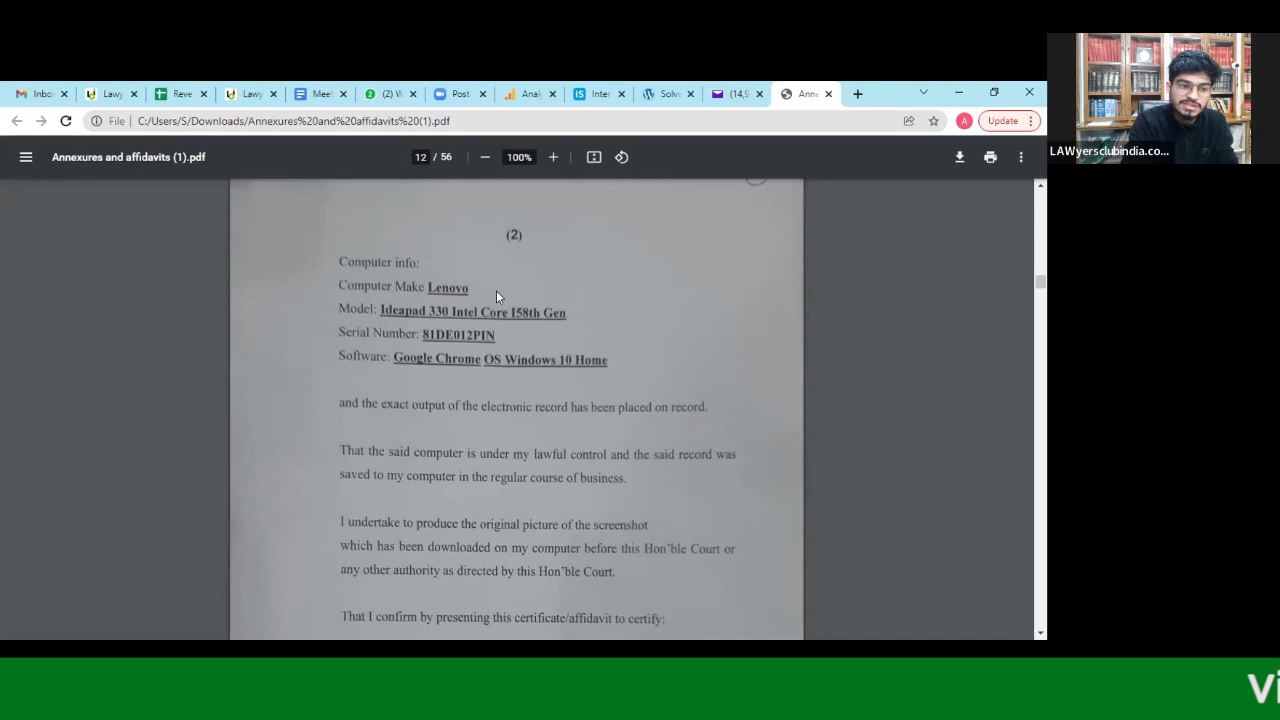 Inbo
Lawy
Reve
Lawy
Meet
(2) W
Post
Anal
Inter
Solve
(14,9
Anne
File C:/Users/S/Downloads/Annexures%20and%20affidavits%20(1).pdf
A
Update
LAWyersclubindia.co...
Annexures and affidavits (1).pdf
12 / 56
100%
(2)
Computer info:
Computer Make Lenovo
Model: Ideapad 330 Intel Core I58th Gen
Serial Number: 81DE012PIN
Software: Google Chrome OS Windows 10 Home
and the exact output of the electronic record has been placed on record.
That the said computer is under my lawful control and the said record was
saved to my computer in the regular course of business.
I undertake to produce the original picture of the screenshot
which has been downloaded on my computer before this Hon'ble Court or
any other authority as directed by this Hon'ble Court.
That I confirm by presenting this certificate/affidavit to certify:
Vi